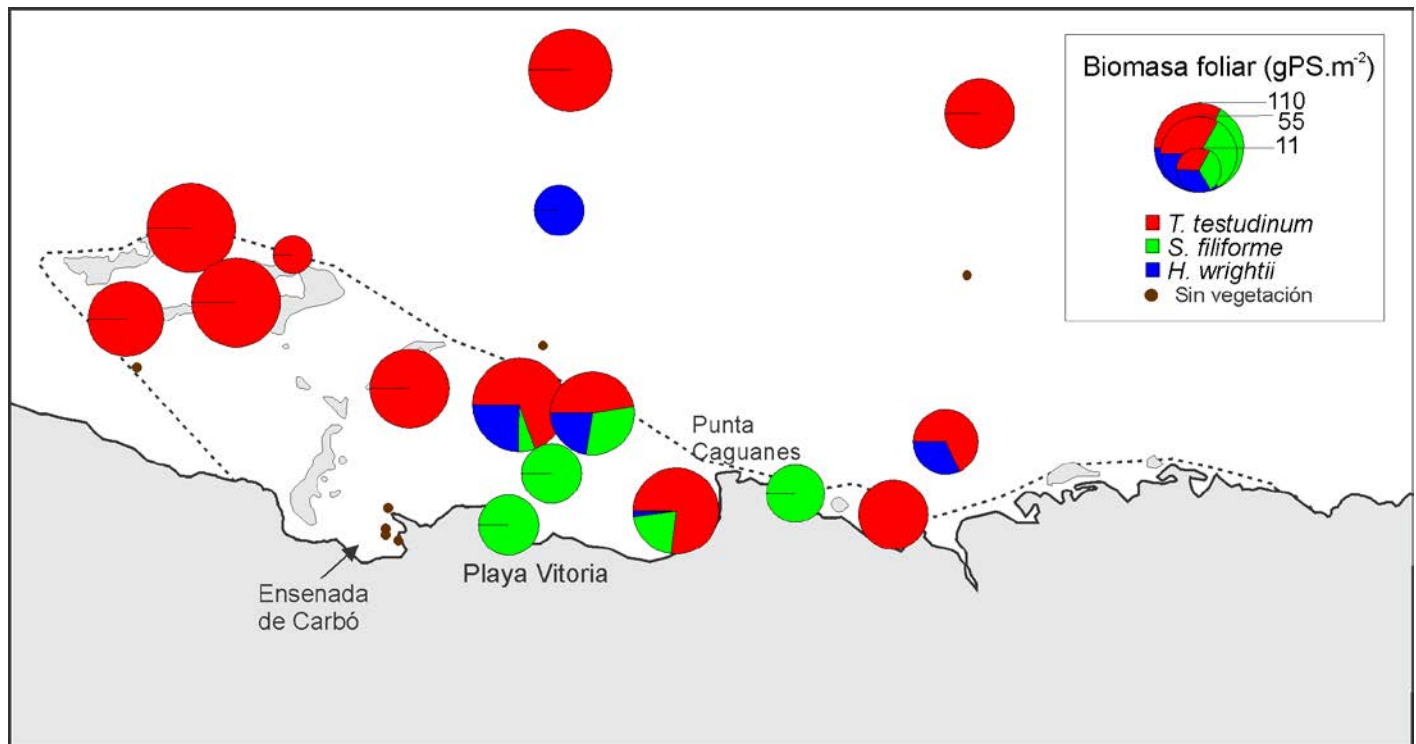 Biomasa foliar (gPS.m-2)
110
55
11
T. testudinum
S. filiforme
H. wrightii
Sin vegetación
Punta
Caguanes
Playa Vitoria
Ensenada
de Carbó